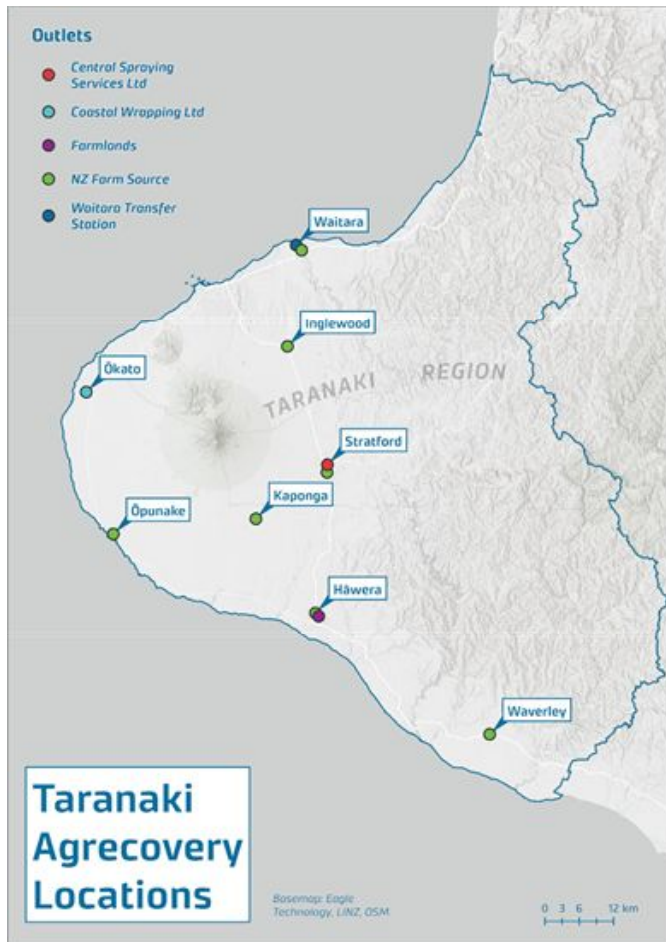 Outlets
Central Spraying
Services Ltd
Coastal Wrapping Ltd
Farmlands
NZ Farm Source
Waitara Transfer
Station
Waitara
Inglewood
Ōkato
TARANAKI REGION
Stratford
Kaponga
Ōpunake
Hāwera
Waverley
Taranaki
Agrecovery
Locations
Basemap: Eagle
Technology, LINZ, OSM
0 3 6 12 km